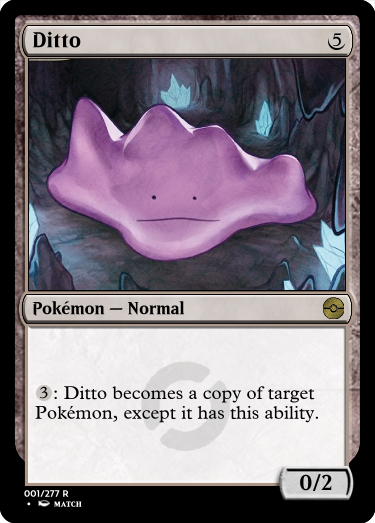 Ditto 5
Pokémon — Normal
3: Ditto becomes a copy of target
Pokémon, except it has this ability.
0/2
001/277 R
• MATCH